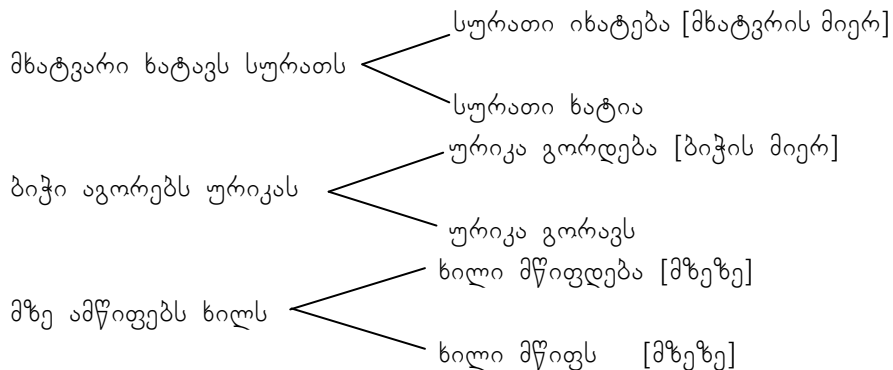 სურათი იხატება [მხატვრის მიერ]
მხატვარი ხატავს სურათს
სურათი ხატია
ურიკა გორდება [ბიჭის მიერ]
ბიჭი აგორებს ურიკას
ურიკა გორავს
ხილი მწიფდება [მზეზე]
მზე ამწიფებს ხილს
ხილი მწიფს [მზეზე]